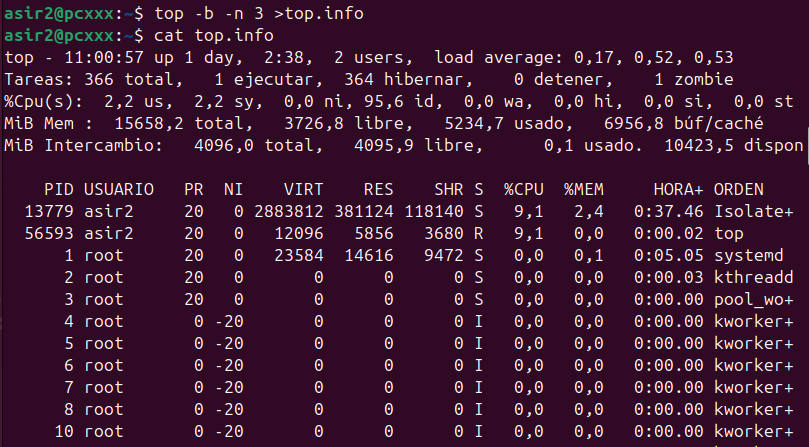 asir2@pcxxx:~$ top -b -n 3 >top.info
asir2@pcxxx:~$ cat top.info
top - 11:00:57 up 1 day,  2:38,  2 users,  load average: 0,17, 0,52, 0,53
Tareas: 366 total,   1 ejecutar,  364 hibernar,    0 detener,    1 zombie
%Cpu(s):  2,2 us,  2,2 sy,  0,0 ni, 95,6 id,  0,0 wa,  0,0 hi,  0,0 si,  0,0 st
MiB Mem :  15658,2 total,   3726,8 libre,   5234,7 usado,   6956,8 búf/caché
MiB Intercambio:   4096,0 total,   4095,9 libre,      0,1 usado.  10423,5 dispon
PID USUARIO   PR  NI    VIRT    RES    SHR S  %CPU  %MEM     HORA+ ORDEN
13779 asir2     20   0 2883812 381124 118140 S   9,1   2,4   0:37.46 Isolate+
56593 asir2     20   0   12096   5856   3680 R   9,1   0,0   0:00.02 top
1 root      20   0   23584  14616   9472 S   0,0   0,1   0:05.05 systemd
2 root      20   0       0      0      0 S   0,0   0,0   0:00.03 kthreadd
3 root      20   0       0      0      0 S   0,0   0,0   0:00.00 pool_wo+
4 root       0 -20       0      0      0 I   0,0   0,0   0:00.00 kworker+
5 root       0 -20       0      0      0 I   0,0   0,0   0:00.00 kworker+
6 root       0 -20       0      0      0 I   0,0   0,0   0:00.00 kworker+
7 root       0 -20       0      0      0 I   0,0   0,0   0:00.00 kworker+
8 root       0 -20       0      0      0 I   0,0   0,0   0:00.00 kworker+
10 root       0 -20       0      0      0 I   0,0   0,0   0:00.00 kworker+